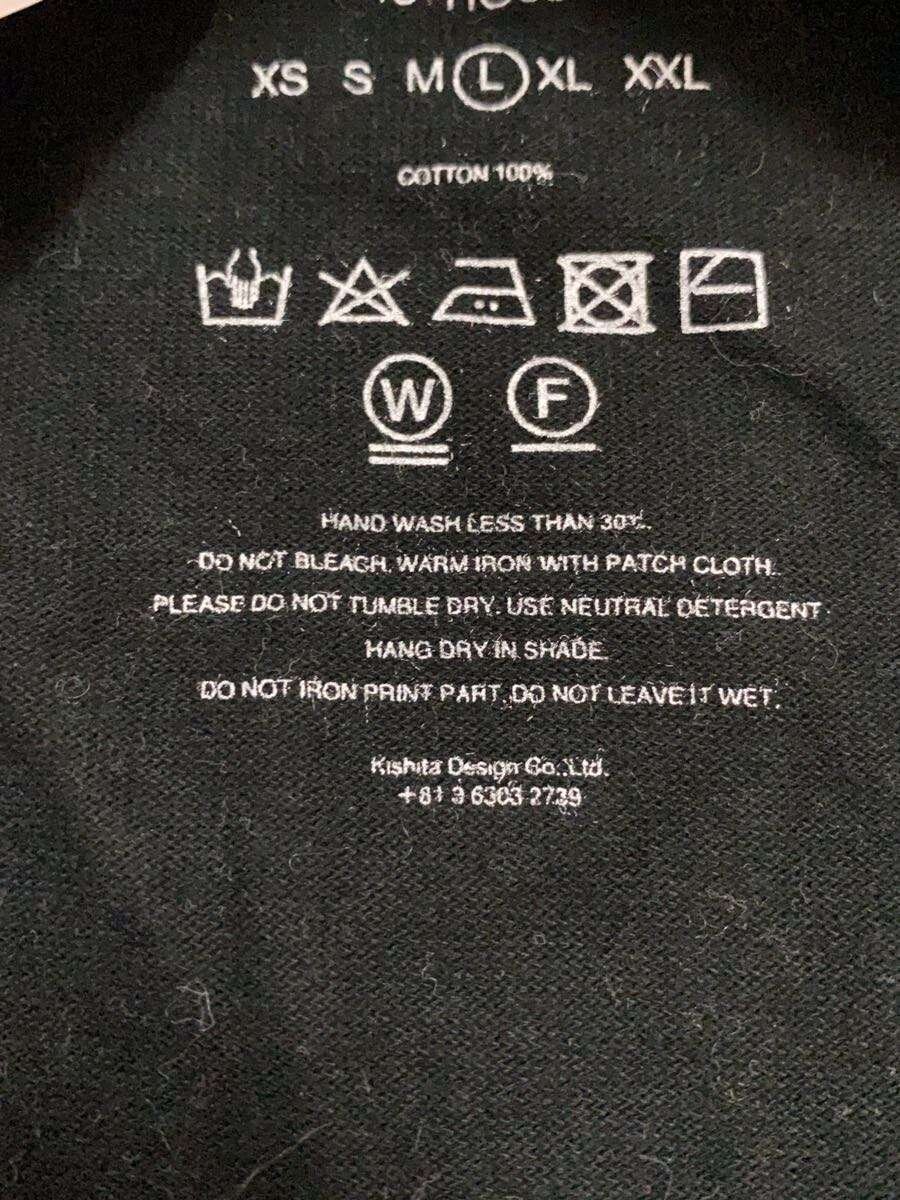 XS S M L XL XXL
COTTON 100%
W F
HAND WASH LESS THAN 30℃.
DO NOT BLEACH. WARM IRON WITH PATCH CLOTH.
PLEASE DO NOT TUMBLE DRY. USE NEUTRAL DETERGENT.
HANG DRY IN SHADE.
DO NOT IRON PRINT PART. DO NOT LEAVE IT WET.
Kishita Design Co., Ltd.
+81 3 6303 2739